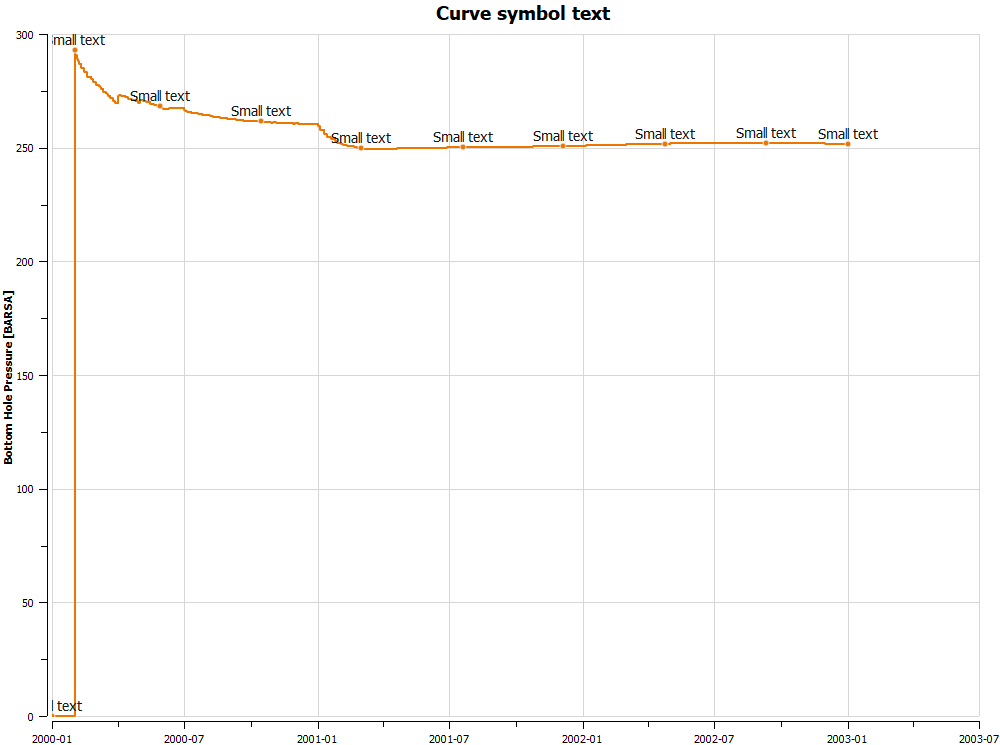 Curve symbol text
300
mall text
Small text
Small text
Small text
Small text
Small text
Small text
Small text
Small text
250
200
Bottom Hole Pressure [BARSA]
150
100
50
l text
0
2000-01 2000-07 2001-01 2001-07 2002-01 2002-07 2003-01 2003-07